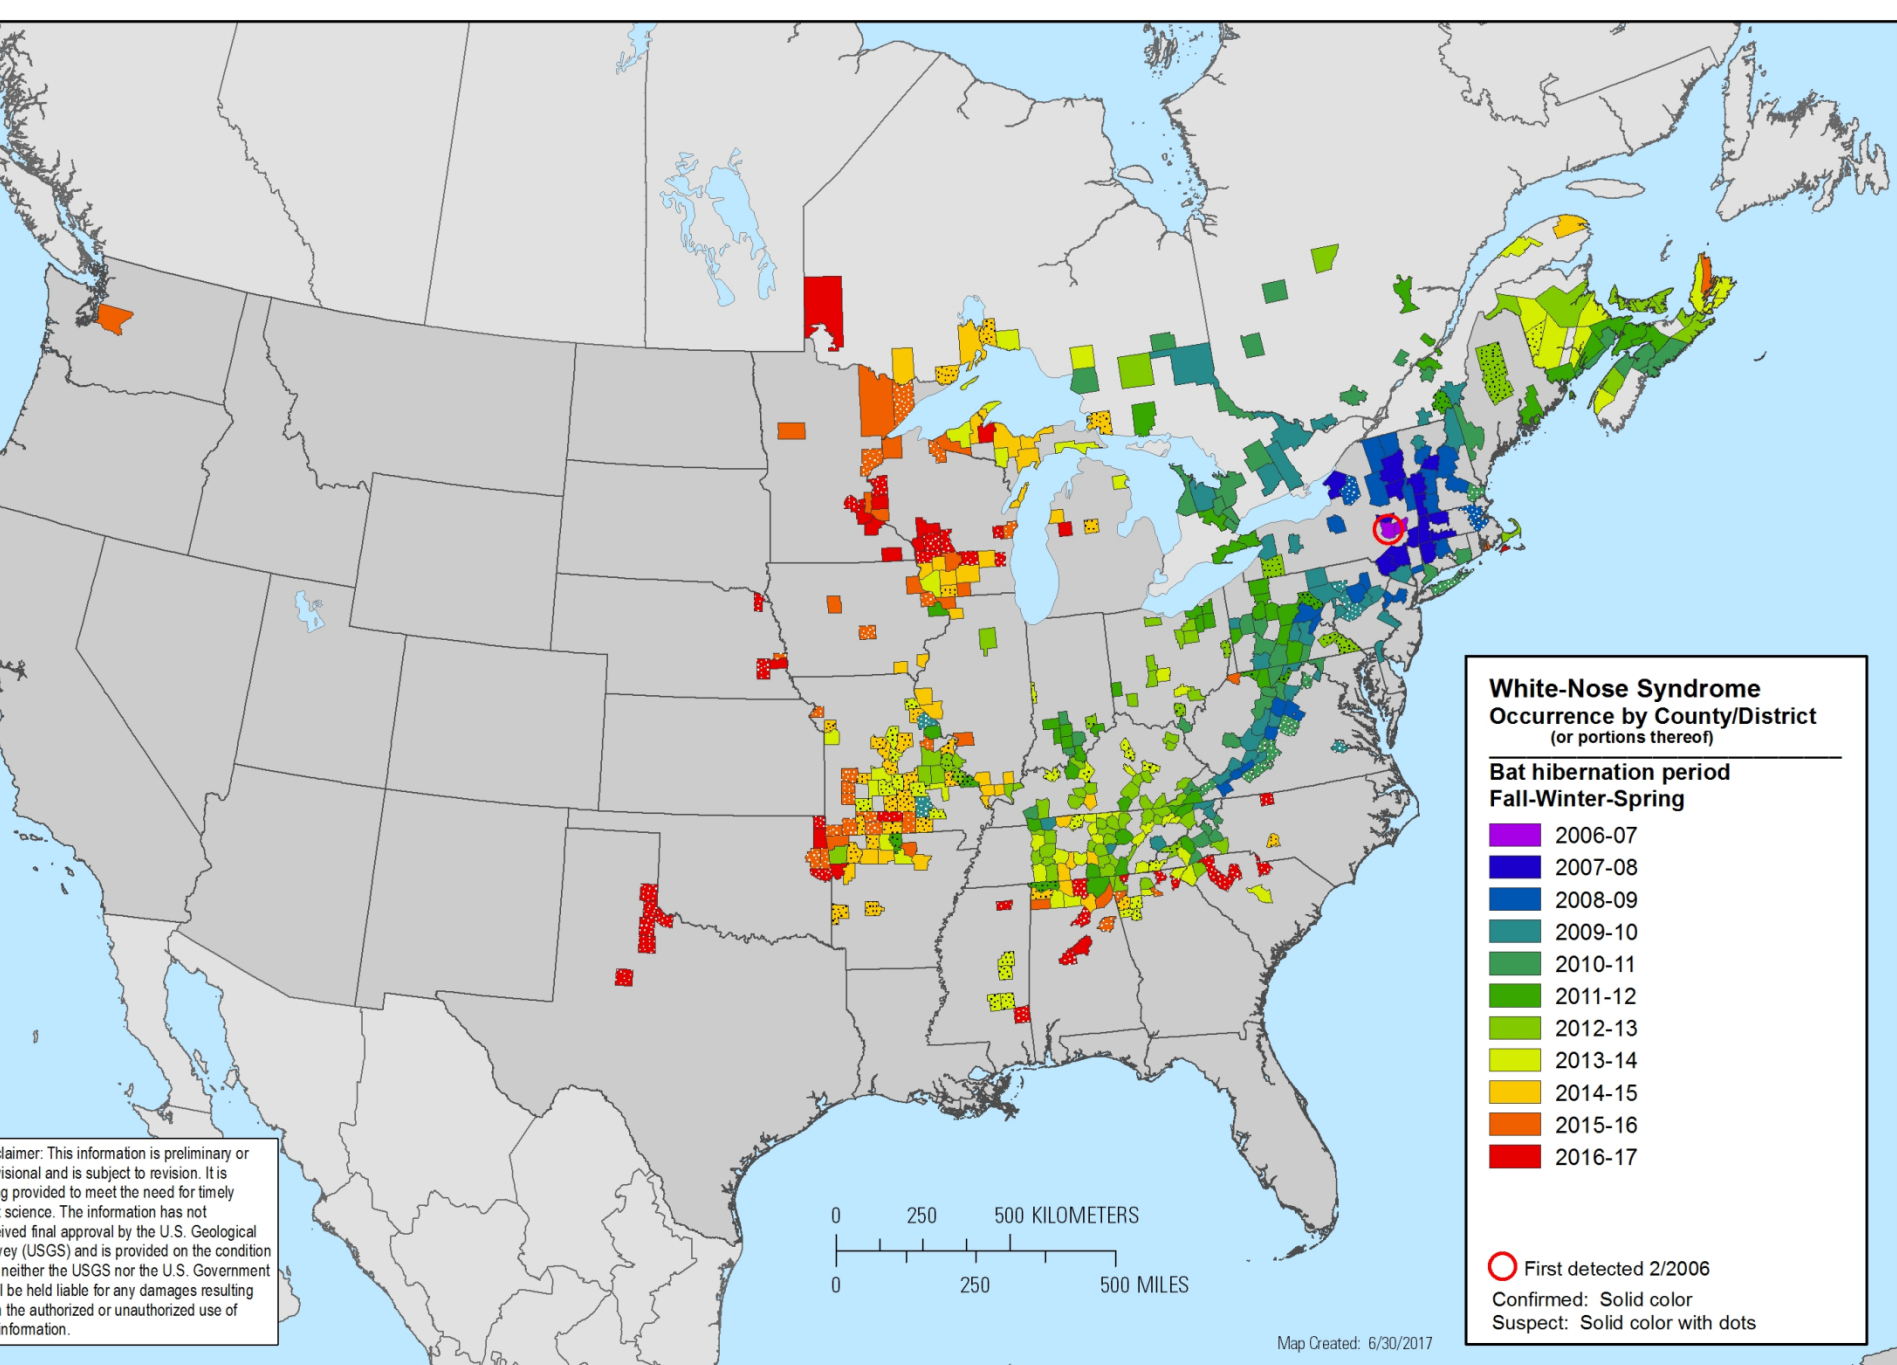 White-Nose Syndrome
Occurrence by County/District
(or portions thereof)
Bat hibernation period
Fall-Winter-Spring
2006-07
2007-08
2008-09
2009-10
2010-11
2011-12
2012-13
2013-14
2014-15
2015-16
2016-17
First detected 2/2006
Confirmed: Solid color
Suspect: Solid color with dots
claimer: This information is preliminary or
visional and is subject to revision. It is
g provided to meet the need for timely
t science. The information has not
eived final approval by the U.S. Geological
vey (USGS) and is provided on the condition
neither the USGS nor the U.S. Government
l be held liable for any damages resulting
the authorized or unauthorized use of
information.
0 250 500 KILOMETERS
0 250 500 MILES
Map Created: 6/30/2017